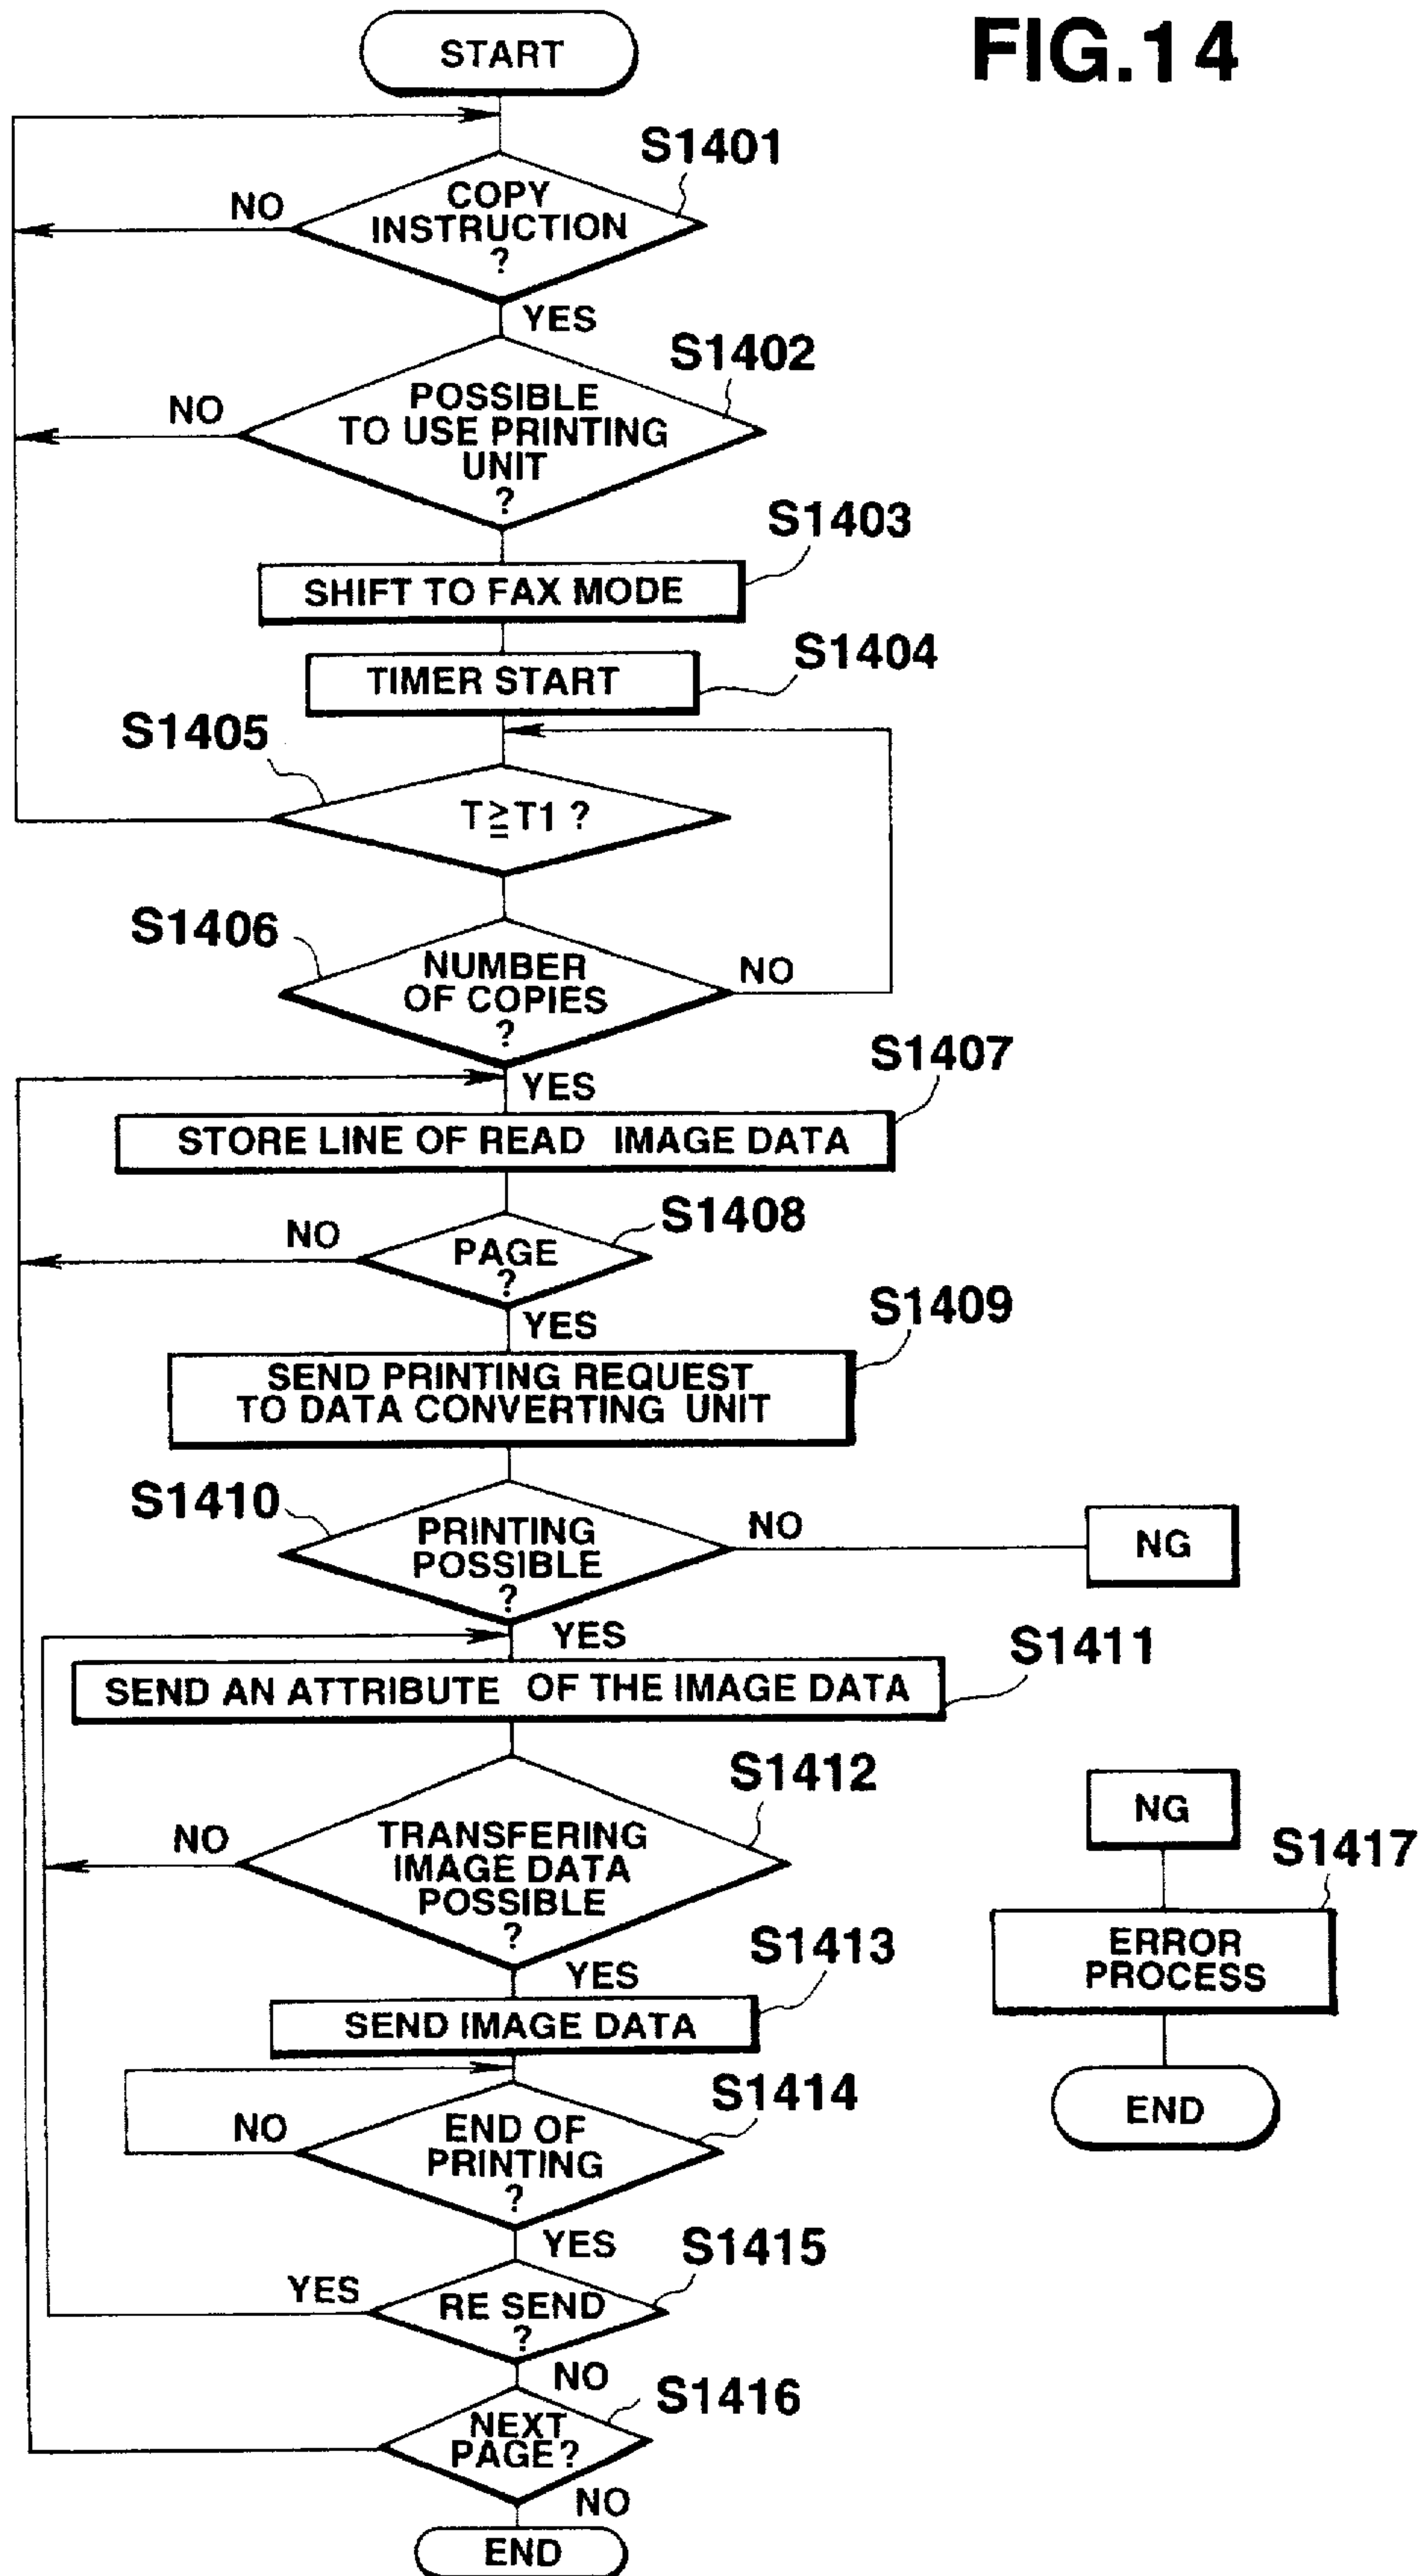 FIG.14
START
S1401
COPY
INSTRUCTION
?
NO
YES
S1402
POSSIBLE
TO USE PRINTING
UNIT
?
NO
S1403
SHIFT TO FAX MODE
S1404
TIMER START
S1405
T≧T1 ?
S1406
NUMBER
OF COPIES
?
NO
YES
S1407
STORE LINE OF READ IMAGE DATA
S1408
PAGE
?
NO
YES
S1409
SEND PRINTING REQUEST
TO DATA CONVERTING UNIT
S1410
PRINTING
POSSIBLE
?
NO
NG
YES
S1411
SEND AN ATTRIBUTE OF THE IMAGE DATA
S1412
TRANSFERING
IMAGE DATA
POSSIBLE
?
NO
YES
S1413
SEND IMAGE DATA
S1414
END OF
PRINTING
?
NO
YES
S1415
RE SEND
?
YES
NO
S1416
NEXT
PAGE?
NO
END
NG
S1417
ERROR
PROCESS
END